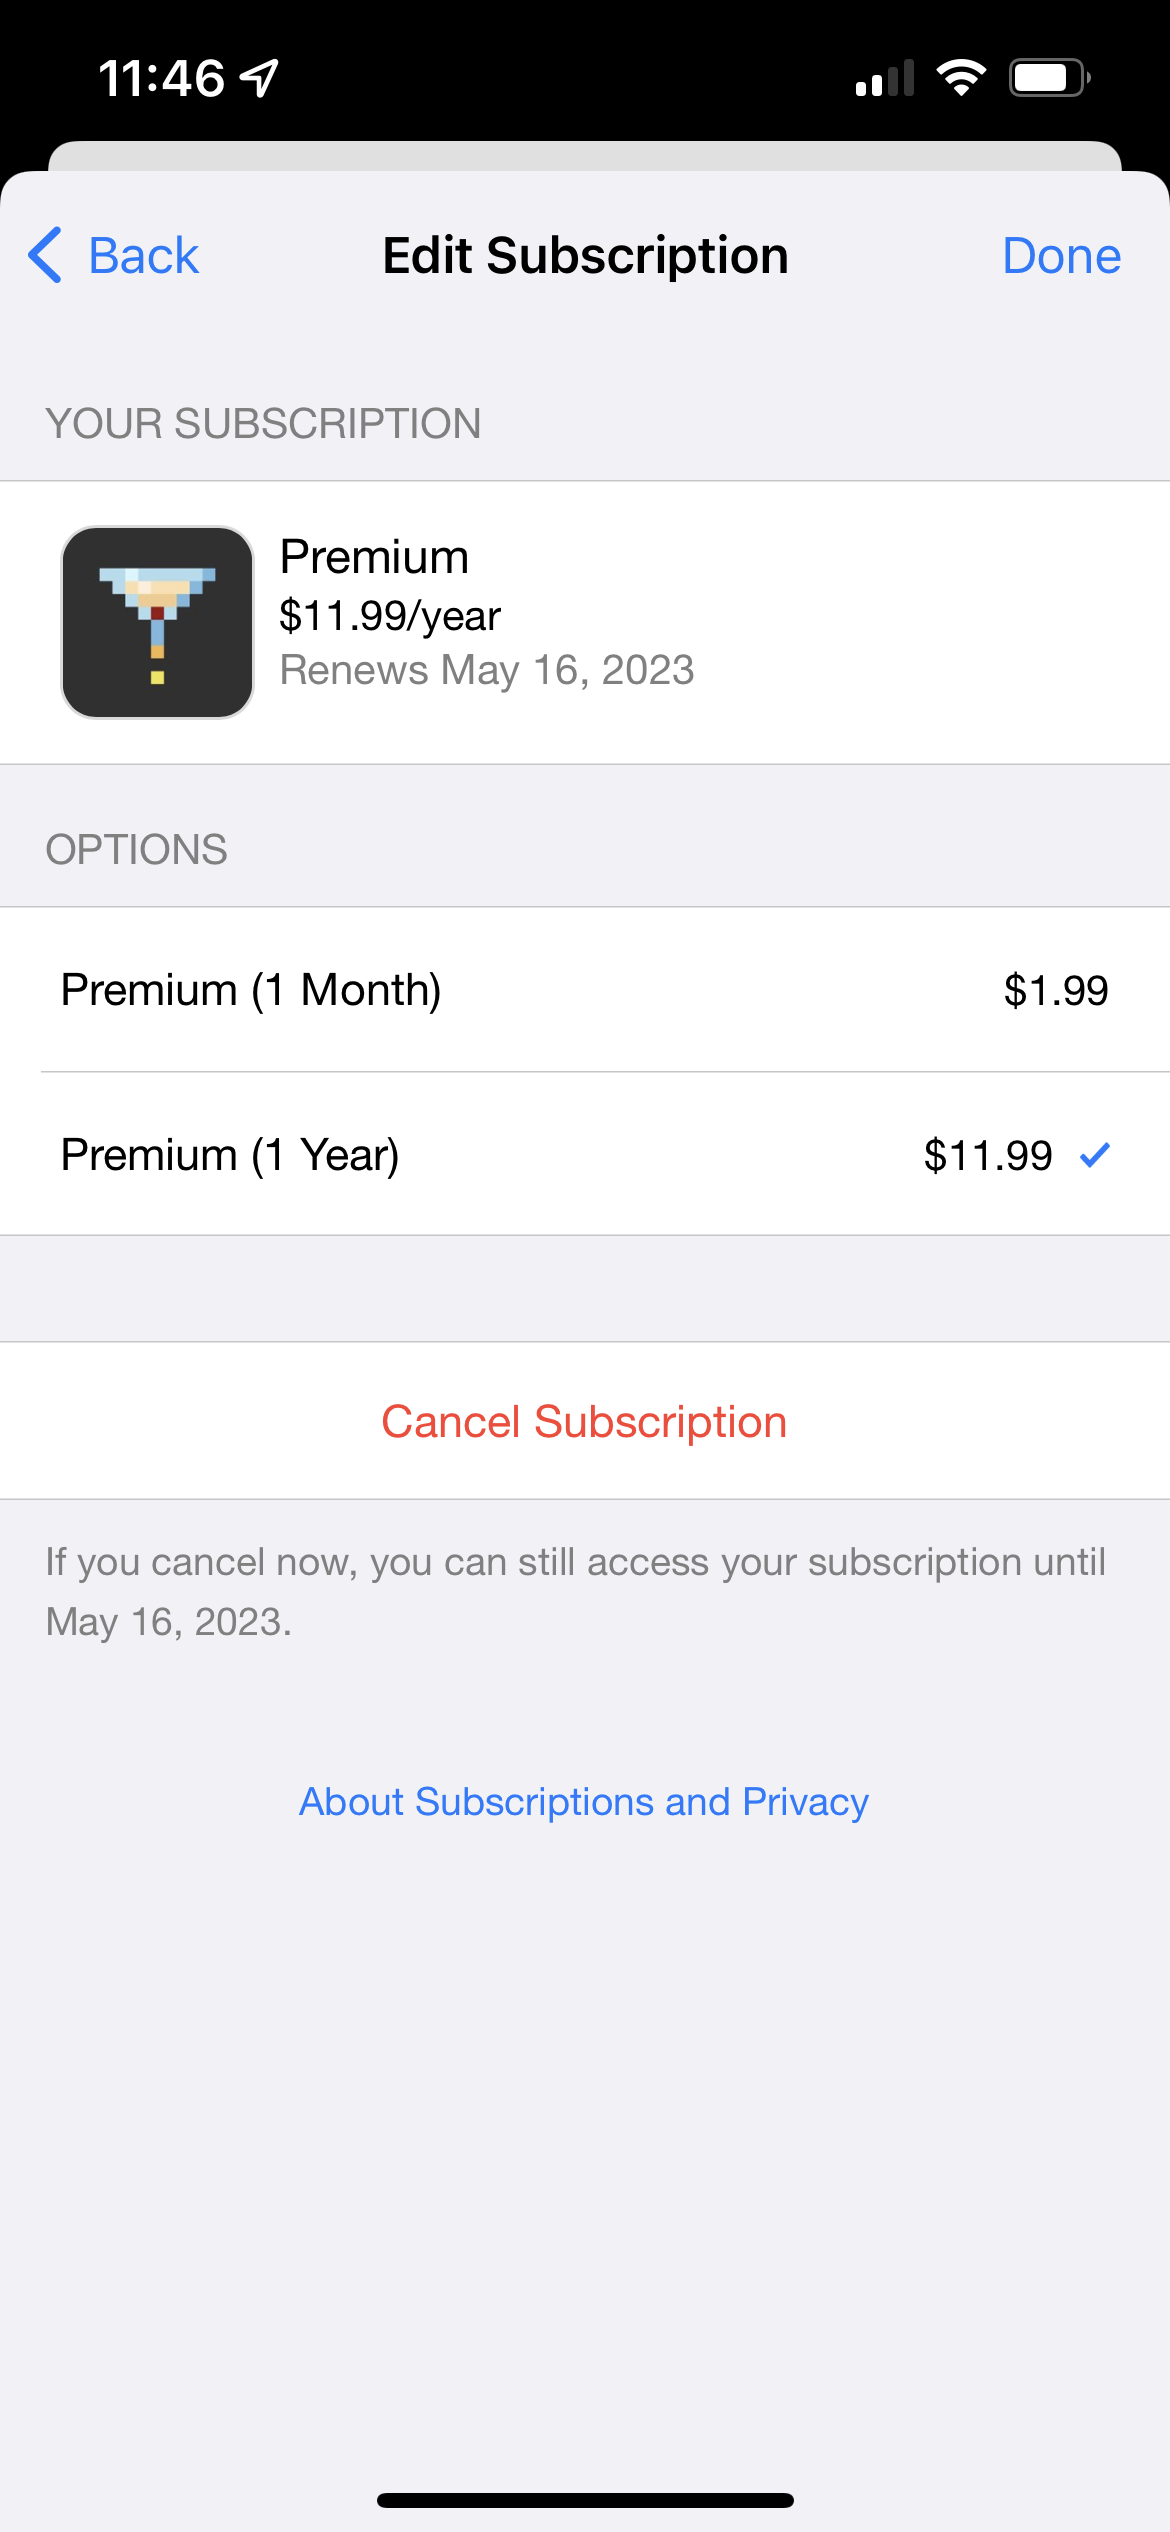 11:46
Back Edit Subscription Done
YOUR SUBSCRIPTION
Premium
$11.99/year
Renews May 16, 2023
OPTIONS
Premium (1 Month) $1.99
Premium (1 Year) $11.99
Cancel Subscription
If you cancel now, you can still access your subscription until
May 16, 2023.
About Subscriptions and Privacy